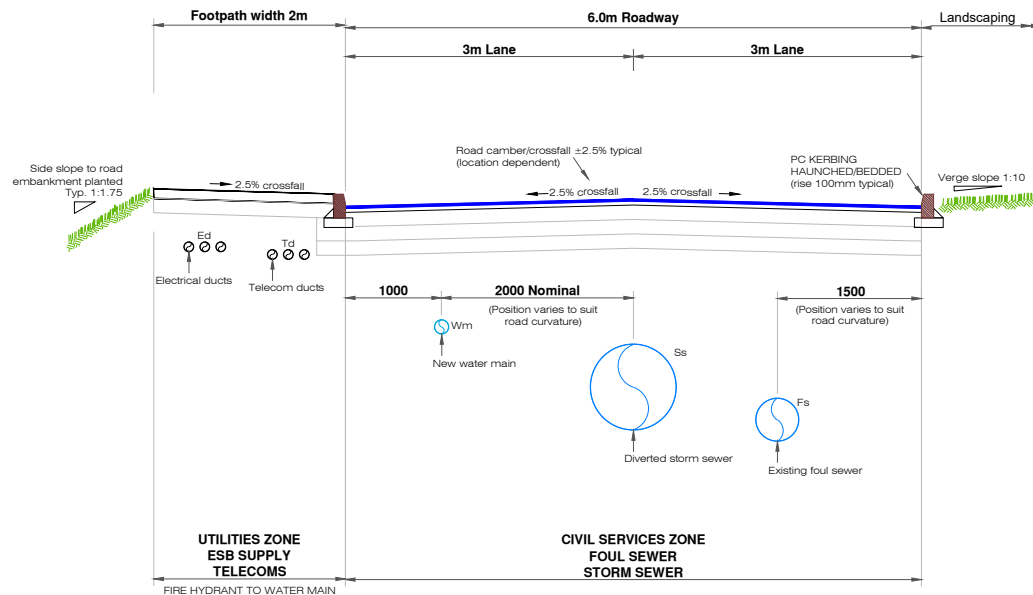 Footpath width 2m
6.0m Roadway
Landscaping
3m Lane
3m Lane
Road camber/crossfall ±2.5% typical
(location dependent)
PC KERBING
HAUNCHED/BEDDED
(rise 100mm typical)
Side slope to road
embankment planted
Typ. 1:1.75
Verge slope 1:10
2.5% crossfall
2.5% crossfall
2.5% crossfall
Ed
Td
Electrical ducts
Telecom ducts
1000
2000 Nominal
(Position varies to suit
road curvature)
1500
(Position varies to suit
road curvature)
Wm
New water main
Ss
Fs
Diverted storm sewer
Existing foul sewer
UTILITIES ZONE
ESB SUPPLY
TELECOMS
FIRE HYDRANT TO WATER MAIN
CIVIL SERVICES ZONE
FOUL SEWER
STORM SEWER